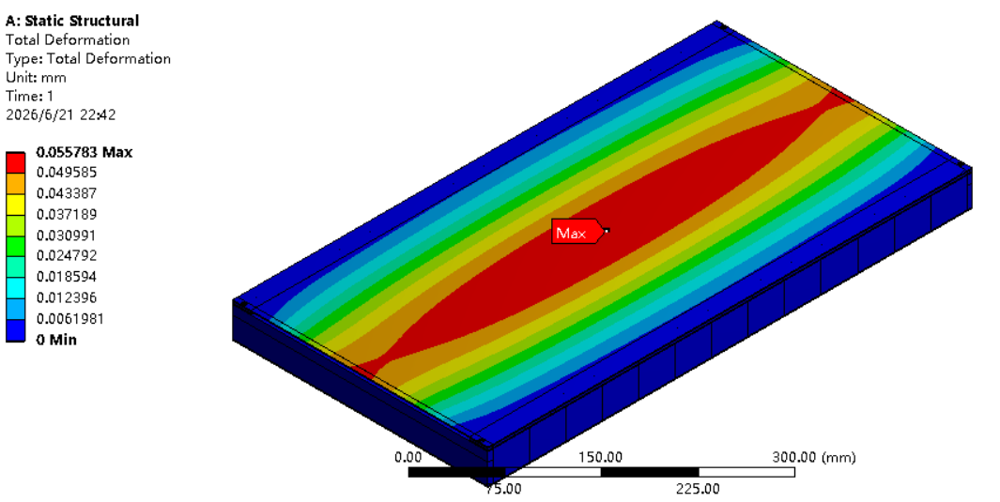 A: Static Structural
Total Deformation
Type: Total Deformation
Unit: mm
Time: 1
2026/6/21 22:42
0.055783 Max
0.049585
0.043387
0.037189
0.030991
0.024792
0.018594
0.012396
0.0061981
0 Min
Max
0.00 150.00 300.00 (mm)
75.00 225.00